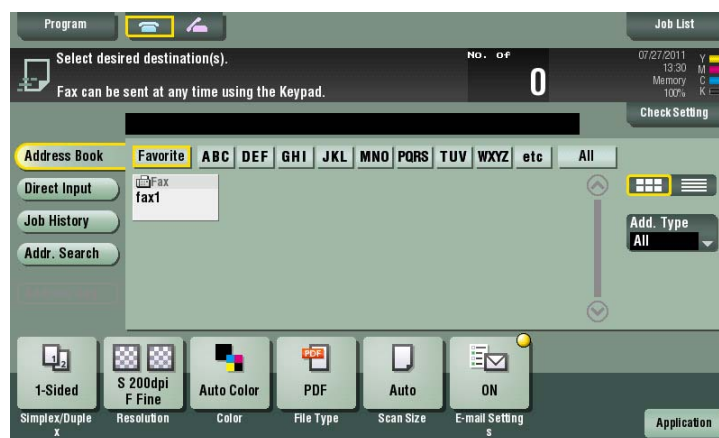 Program
Job List
Select desired destination(s).
Fax can be sent at any time using the Keypad.
No. of
0
07/27/2011
13:30
Memory
100%
Y
M
C
K
Check Setting
Address Book
Direct Input
Job History
Addr. Search
Favorite ABC DEF GHI JKL MNO PQRS TUV WXYZ etc All
Fax
fax1
Add. Type
All
1 2
1-Sided
Simplex/Duple
x
S 200dpi
F Fine
Resolution
Auto Color
Color
PDF
PDF
File Type
Auto
Scan Size
ON
E-mail Setting
s
Application